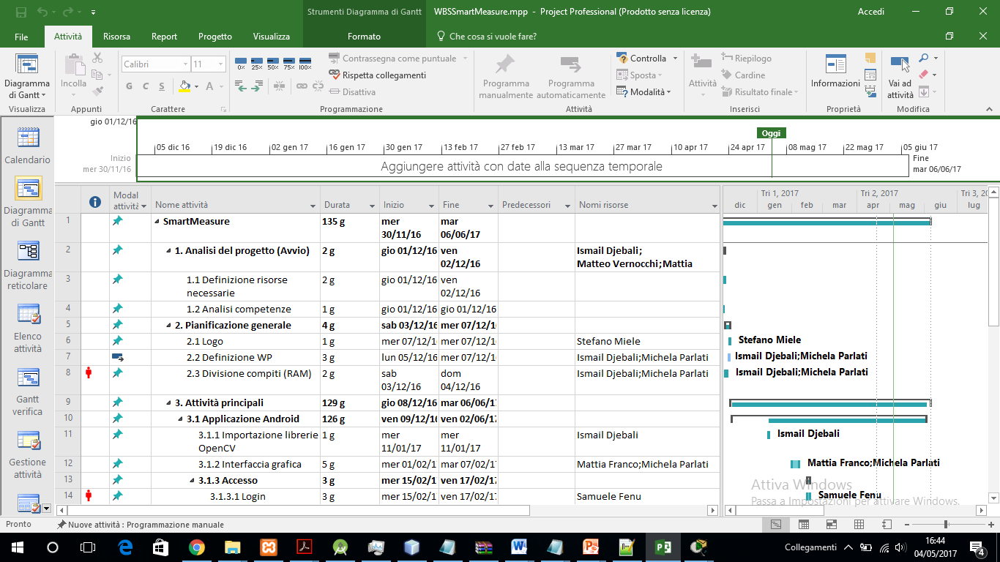 Strumenti Diagramma di Gantt
WBSSmartMeasure.mpp - Project Professional (Prodotto senza licenza)
Accedi
File
Attività
Risorsa
Report
Progetto
Visualizza
Formato
Che cosa si vuole fare?
Diagramma di Gantt
Visualizza
Incolla
Appunti
Calibri
11
G C S
A
Carattere
0% 25% 50% 75% 100%
Contrassegna come puntuale
Rispetta collegamenti
Disattiva
Programmazione
Programma manualmente
Programma automaticamente
Controlla
Sposta
Modalità
Attività
Attività
Riepilogo
Cardine
Risultato finale
Inserisci
Informazioni
Proprietà
Vai ad attività
Modifica
gio 01/12/16
Oggi
05 dic 16
19 dic 16
02 gen 17
16 gen 17
30 gen 17
13 feb 17
27 feb 17
13 mar 17
27 mar 17
10 apr 17
24 apr 17
08 mag 17
22 mag 17
05 giu 17
Inizio
mer 30/11/16
Aggiungere attività con date alla sequenza temporale
Fine
mar 06/06/17
Calendario
Diagramma di Gantt
Diagramma reticolare
Elenco attività
Gantt verifica
Gestione attività
Modal attività
Nome attività
Durata
Inizio
Fine
Predecessori
Nomi risorse
Tri 1, 2017
Tri 2, 2017
Tri 3, 20
dic gen feb mar apr mag giu lug
1 SmartMeasure 135 g mer 30/11/16 mar 06/06/17
2 1. Analisi del progetto (Avvio) 2 g gio 01/12/16 ven 02/12/16 Ismail Djebali; Matteo Vernocchi;Mattia
3 1.1 Definizione risorse necessarie 2 g gio 01/12/16 ven 02/12/16
4 1.2 Analisi competenze 1 g gio 01/12/16 gio 01/12/16
5 2. Pianificazione generale 4 g sab 03/12/16 mer 07/12/1
6 2.1 Logo 1 g mer 07/12/1 mer 07/12/1 Stefano Miele
Stefano Miele
7 2.2 Definizione WP 3 g lun 05/12/16 mer 07/12/1 Ismail Djebali;Michela Parlati
Ismail Djebali;Michela Parlati
8 2.3 Divisione compiti (RAM) 2 g sab 03/12/16 dom 04/12/16 Ismail Djebali;Michela Parlati
Ismail Djebali;Michela Parlati
9 3. Attività principali 129 g gio 08/12/16 mar 06/06/1
10 3.1 Applicazione Android 126 g ven 09/12/16 ven 02/06/17
11 3.1.1 Importazione librerie OpenCV 1 g mer 11/01/17 mer 11/01/17 Ismail Djebali
Ismail Djebali
12 3.1.2 Interfaccia grafica 5 g mer 01/02/1 mar 07/02/1 Mattia Franco;Michela Parlati
Mattia Franco;Michela Parlati
13 3.1.3 Accesso 3 g mer 15/02/1 ven 17/02/17
14 3.1.3.1 Login 3 g mer 15/02/1 ven 17/02/17 Samuele Fenu
Samuele Fenu
Attiva Windows
Passa a Impostazioni per attivare Windows.
Pronto
Nuove attività : Programmazione manuale
Collegamenti
16:44
04/05/2017
4